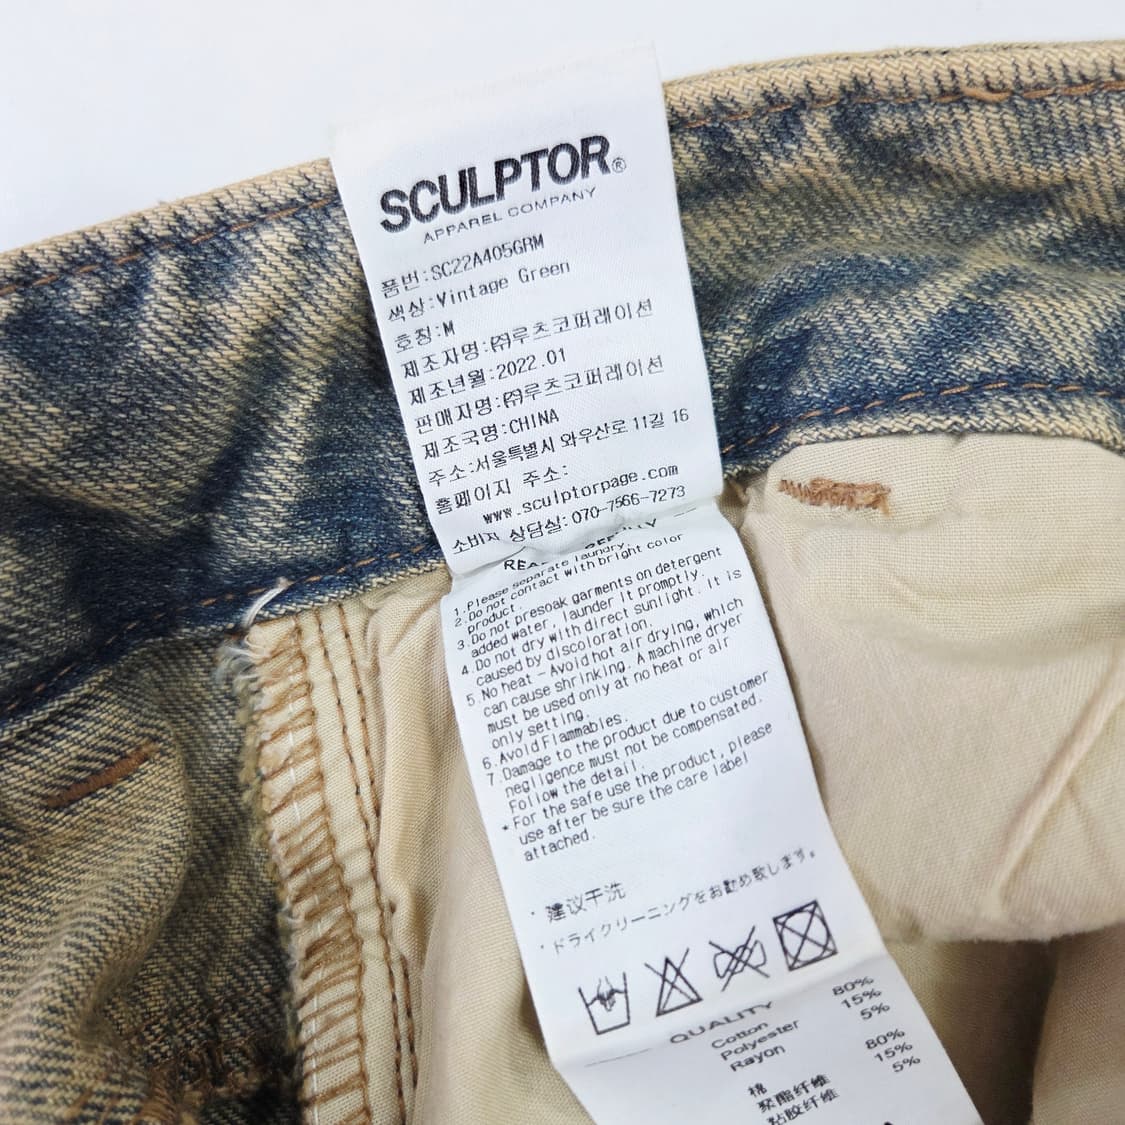 SCULPTOR®
APPAREL COMPANY
품번:SC22A405GRM
색상:Vintage Green
호칭:M
제조자명:㈜루츠코퍼레이션
제조년월:2022.01
판매자명:㈜루츠코퍼레이션
제조국명:CHINA
주소:서울특별시 와우산로 11길 16
홈페이지 주소:
www.sculptorpage.com
소비자 상담실:070-7566-7273
1.Please separate laundry.
2.Do not contact with bright color
product.
3.Do not presoak garments on detergent
added water, launder it promptly.
4.Do not dry with direct sunlight. It is
caused by discoloration.
5.No heat - Avoid hot air drying, which
can cause shrinking. A machine dryer
must be used only at no heat or air
only setting.
6.Avoid Flammables.
7.Damage to the product due to customer
negligence must not be compensated.
Follow the detail.
*For the safe use the product, please
use after be sure the care label
attached.
·建议干洗
·ドライクリーニングをお勧め致します。
QUALITY
Cotton 80%
Polyester 15%
Rayon 5%
棉 80%
聚酯纤维 15%
粘胶纤维 5%